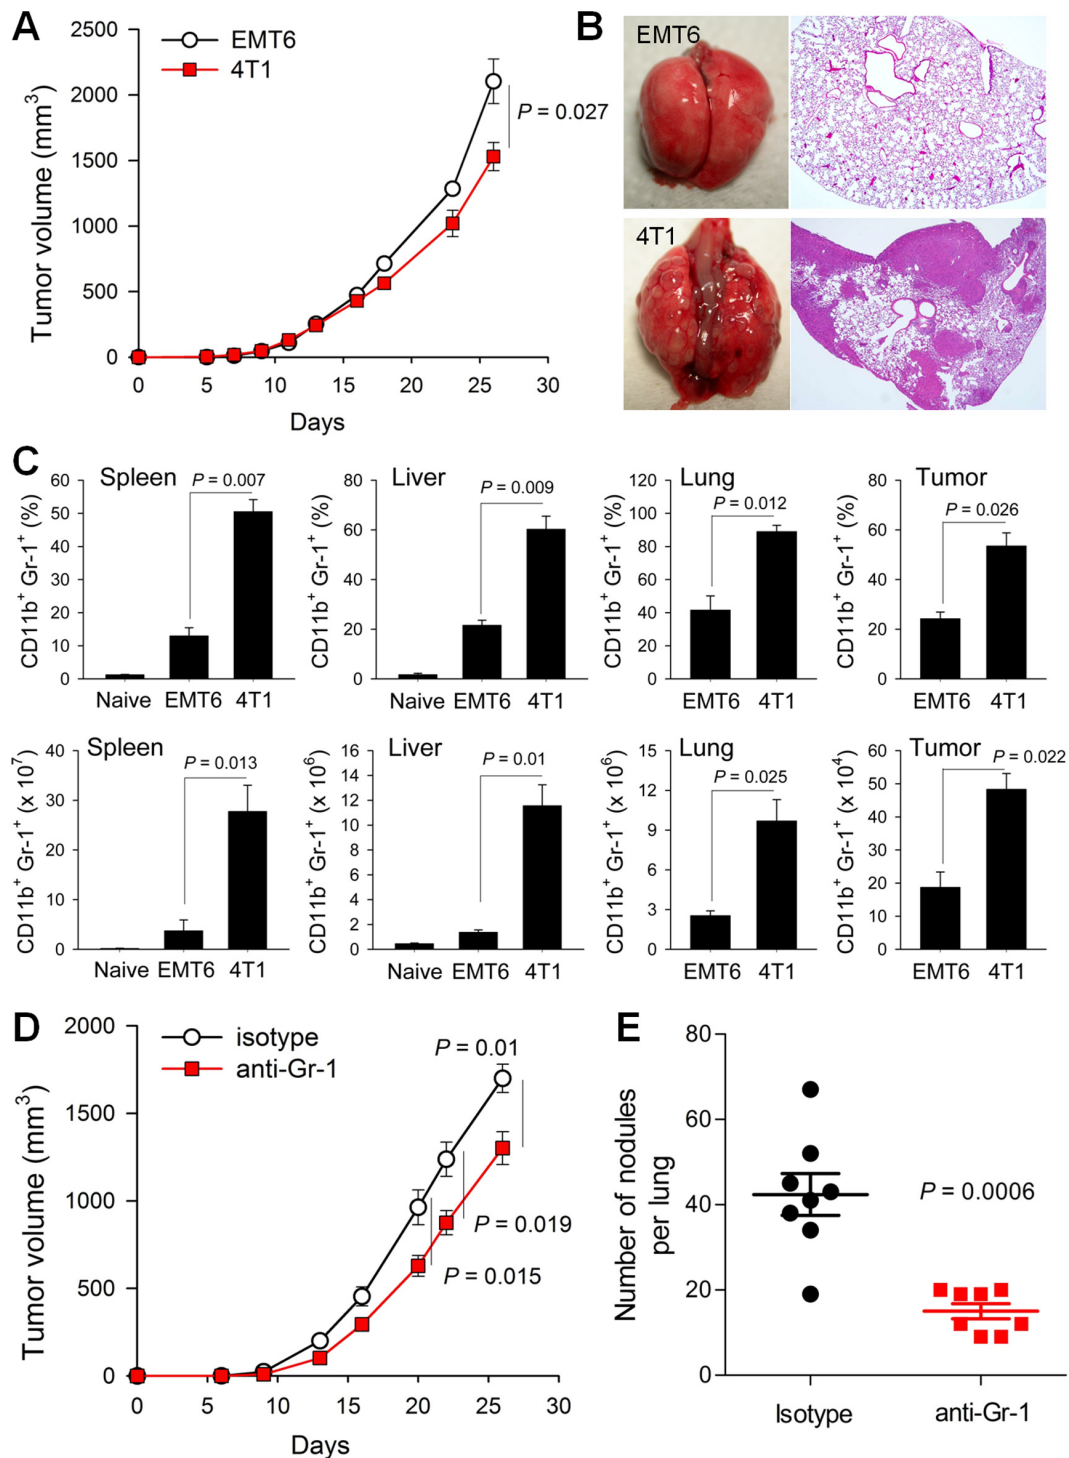 A
EMT6
4T1
Tumor volume (mm³)
2500
2000
1500
1000
500
0
P = 0.027
0 5 10 15 20 25 30
Days
B
EMT6
4T1
C
Spleen
CD11b⁺ Gr-1⁺ (%)
60
50
40
30
20
10
0
P = 0.007
Naive EMT6 4T1
Liver
CD11b⁺ Gr-1⁺ (%)
80
60
40
20
0
P = 0.009
Naive EMT6 4T1
Lung
CD11b⁺ Gr-1⁺ (%)
120
100
80
60
40
20
0
P = 0.012
EMT6 4T1
Tumor
CD11b⁺ Gr-1⁺ (%)
80
60
40
20
0
P = 0.026
EMT6 4T1
Spleen
CD11b⁺ Gr-1⁺ (x 10⁷)
40
30
20
10
0
P = 0.013
Naive EMT6 4T1
Liver
CD11b⁺ Gr-1⁺ (x 10⁶)
16
14
12
10
8
6
4
2
0
P = 0.01
Naive EMT6 4T1
Lung
CD11b⁺ Gr-1⁺ (x 10⁶)
15
12
9
6
3
0
P = 0.025
EMT6 4T1
Tumor
CD11b⁺ Gr-1⁺ (x 10⁴)
60
50
40
30
20
10
0
P = 0.022
EMT6 4T1
D
isotype
anti-Gr-1
Tumor volume (mm³)
2000
1500
1000
500
0
P = 0.01
P = 0.019
P = 0.015
0 5 10 15 20 25 30
Days
E
Number of nodules
per lung
80
60
40
20
0
P = 0.0006
Isotype anti-Gr-1